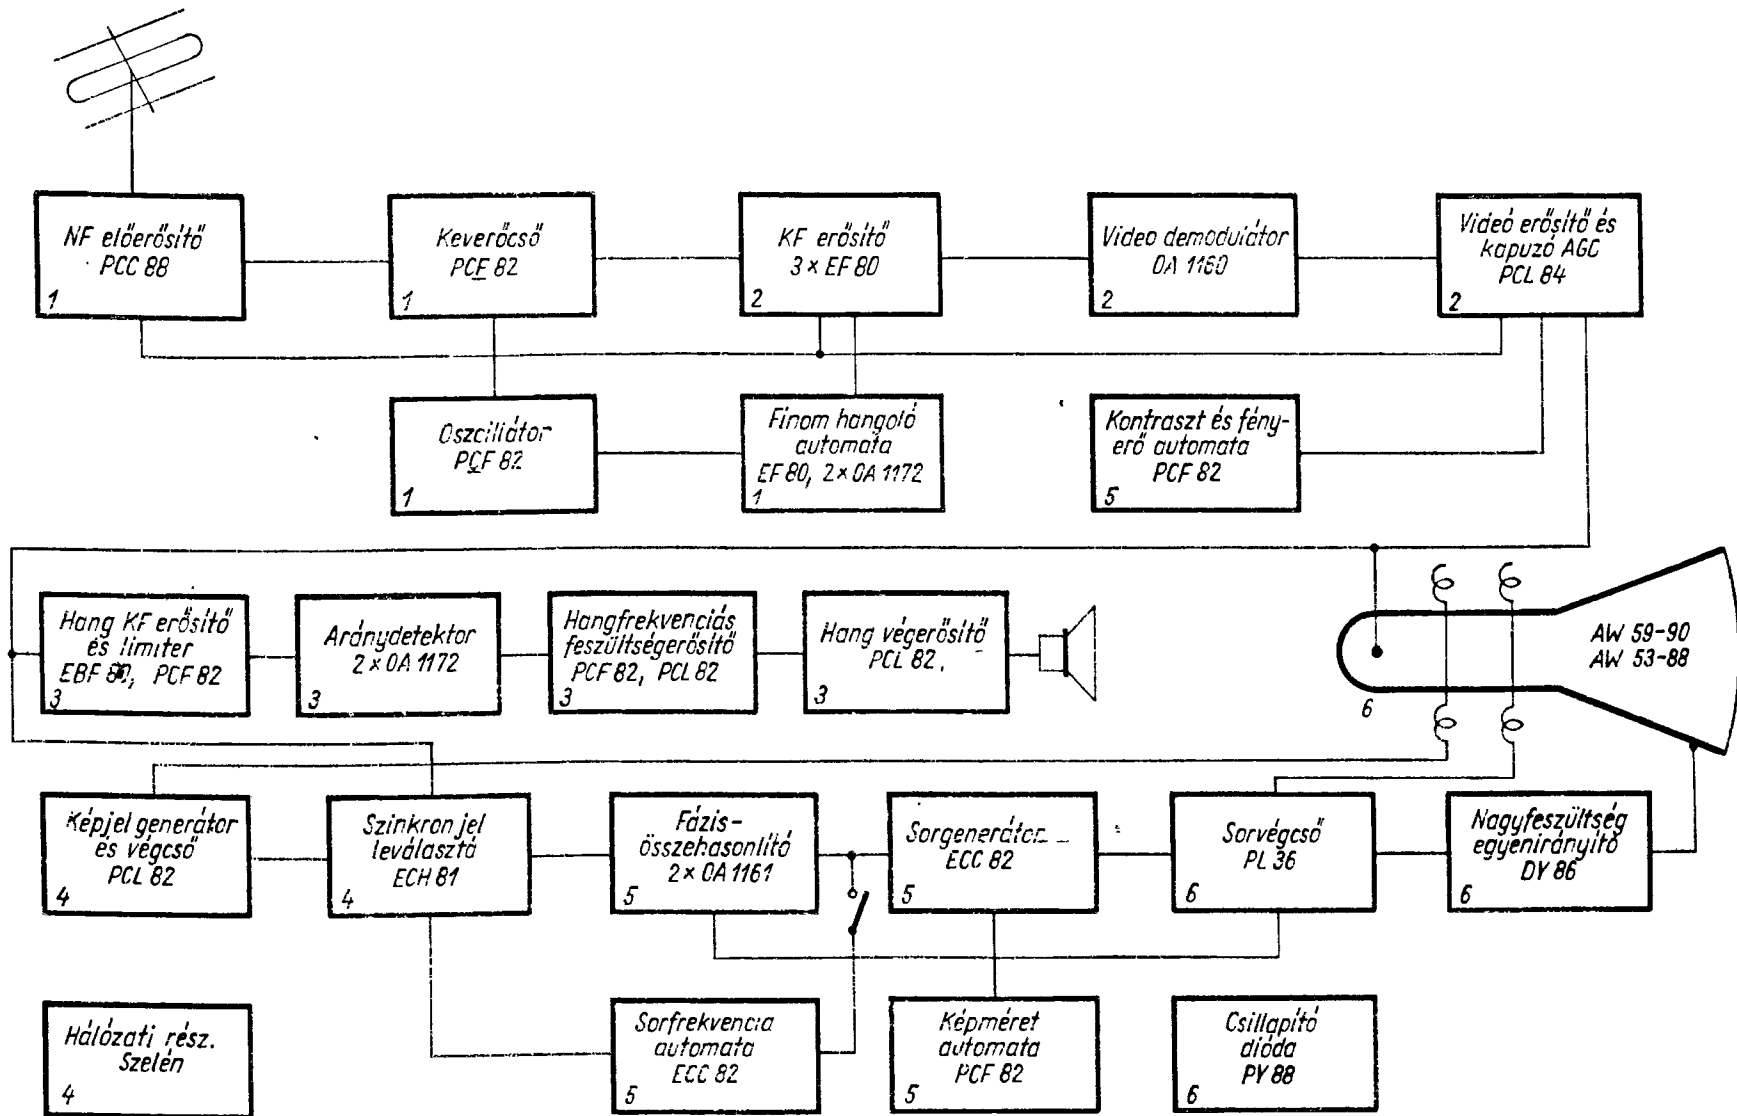 NF előerősítő
PCC 88
1
Keverőcső
PCF 82
1
KF erősítő
3 × EF 80
2
Video demodulátor
OA 1160
2
Videó erősítő és
kapuzó AGC
PCL 84
2
Oszcillátor
PCF 82
1
Finom hangoló
automata
EF 80, 2 × OA 1172
1
Kontraszt és fény-
erő automata
PCF 82
5
Hang KF erősítő
és limiter
EBF PCF 82
3
Aránydetektor
2 × OA 1172
3
Hangfrekvenciás
feszültségerősítő
PCF 82, PCL 82
3
Hang végerősítő
PCL 82.
3
AW 59-90
AW 53-88
6
Képjel generátor
és végcső
PCL 82
4
Szinkron jel
leválasztó
ECH 81
4
Fázis-
összehasonlító
2 × OA 1161
5
Sorgenerátor
ECC 82
5
Sorvégcső
PL 36
6
Nagyfeszültség
egyenirányító
DY 86
6
Hálózati rész.
Szelén
4
Sorfrekvencia
automata
ECC 82
5
Képméret
automata
PCF 82
5
Csillapító
dióda
PY 88
6